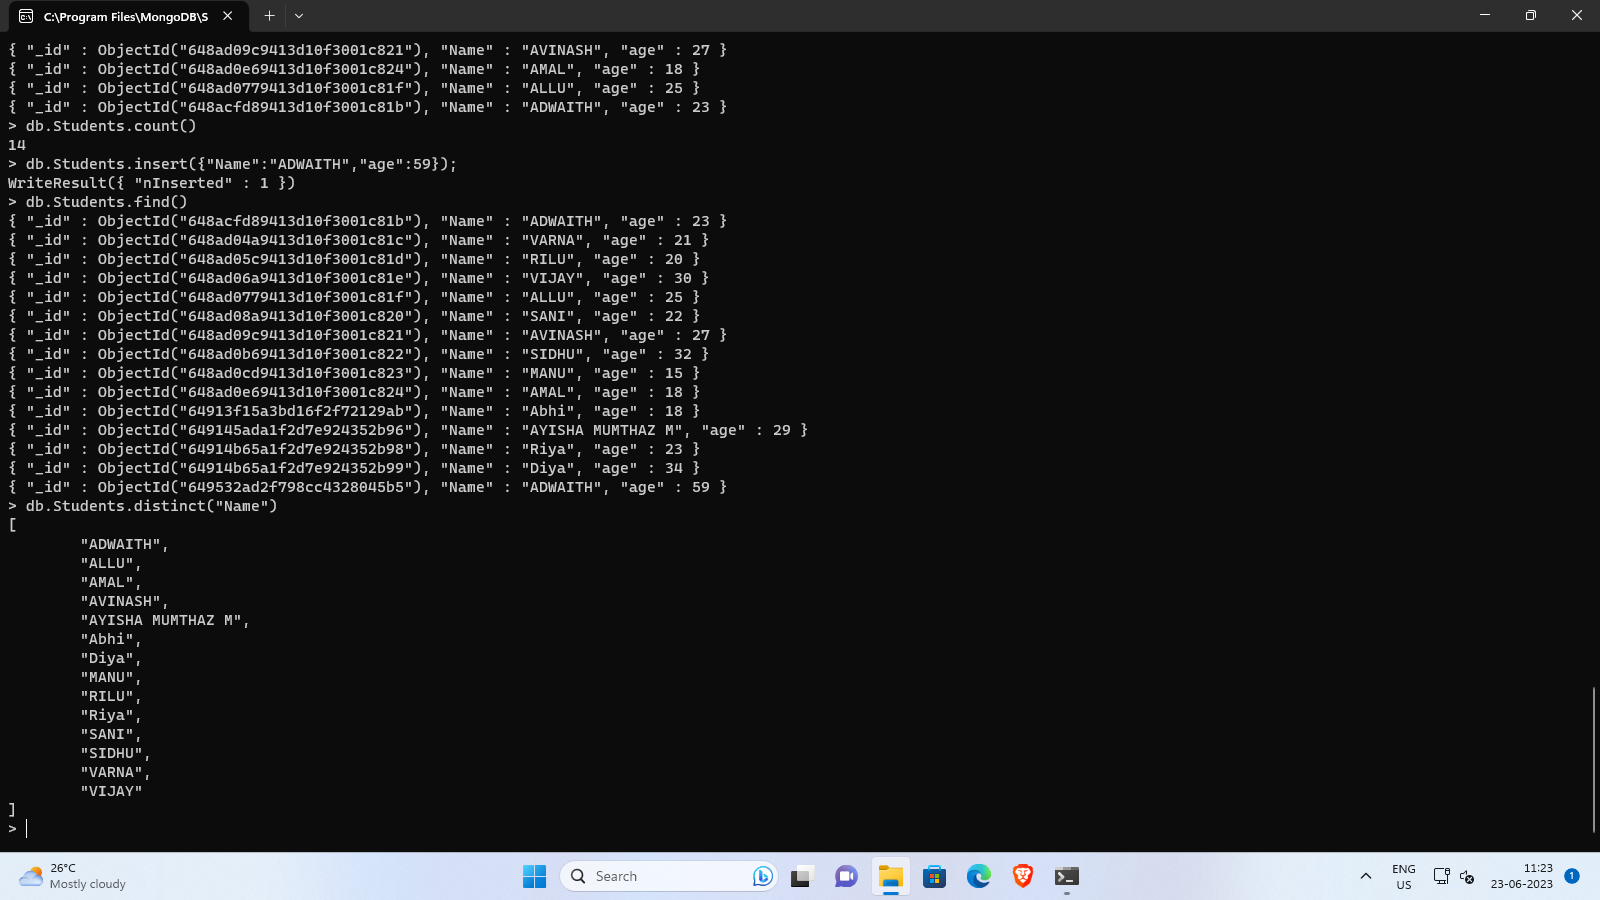 C:\Program Files\MongoDB\S
{ "_id" : ObjectId("648ad09c9413d10f3001c821"), "Name" : "AVINASH", "age" : 27 }
{ "_id" : ObjectId("648ad0e69413d10f3001c824"), "Name" : "AMAL", "age" : 18 }
{ "_id" : ObjectId("648ad0779413d10f3001c81f"), "Name" : "ALLU", "age" : 25 }
{ "_id" : ObjectId("648acfd89413d10f3001c81b"), "Name" : "ADWAITH", "age" : 23 }
> db.Students.count()
14
> db.Students.insert({"Name":"ADWAITH","age":59});
WriteResult({ "nInserted" : 1 })
> db.Students.find()
{ "_id" : ObjectId("648acfd89413d10f3001c81b"), "Name" : "ADWAITH", "age" : 23 }
{ "_id" : ObjectId("648ad04a9413d10f3001c81c"), "Name" : "VARNA", "age" : 21 }
{ "_id" : ObjectId("648ad05c9413d10f3001c81d"), "Name" : "RILU", "age" : 20 }
{ "_id" : ObjectId("648ad06a9413d10f3001c81e"), "Name" : "VIJAY", "age" : 30 }
{ "_id" : ObjectId("648ad0779413d10f3001c81f"), "Name" : "ALLU", "age" : 25 }
{ "_id" : ObjectId("648ad08a9413d10f3001c820"), "Name" : "SANI", "age" : 22 }
{ "_id" : ObjectId("648ad09c9413d10f3001c821"), "Name" : "AVINASH", "age" : 27 }
{ "_id" : ObjectId("648ad0b69413d10f3001c822"), "Name" : "SIDHU", "age" : 32 }
{ "_id" : ObjectId("648ad0cd9413d10f3001c823"), "Name" : "MANU", "age" : 15 }
{ "_id" : ObjectId("648ad0e69413d10f3001c824"), "Name" : "AMAL", "age" : 18 }
{ "_id" : ObjectId("64913f15a3bd16f2f72129ab"), "Name" : "Abhi", "age" : 18 }
{ "_id" : ObjectId("649145ada1f2d7e924352b96"), "Name" : "AYISHA MUMTHAZ M", "age" : 29 }
{ "_id" : ObjectId("64914b65a1f2d7e924352b98"), "Name" : "Riya", "age" : 23 }
{ "_id" : ObjectId("64914b65a1f2d7e924352b99"), "Name" : "Diya", "age" : 34 }
{ "_id" : ObjectId("649532ad2f798cc4328045b5"), "Name" : "ADWAITH", "age" : 59 }
> db.Students.distinct("Name")
[
"ADWAITH",
"ALLU",
"AMAL",
"AVINASH",
"AYISHA MUMTHAZ M",
"Abhi",
"Diya",
"MANU",
"RILU",
"Riya",
"SANI",
"SIDHU",
"VARNA",
"VIJAY"
]
>
26°C
Mostly cloudy
Search
ENG
US
11:23
23-06-2023
1